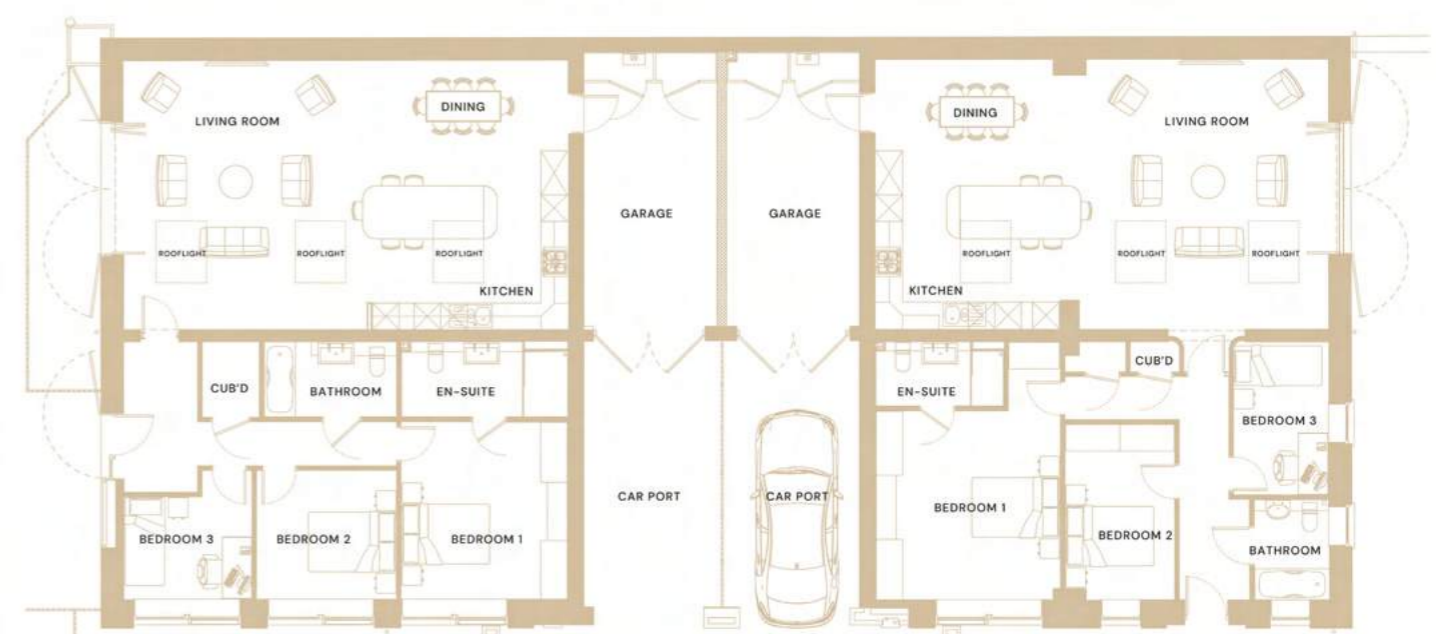 DINING
LIVING ROOM
ROOFLIGHT
ROOFLIGHT
ROOFLIGHT
KITCHEN
GARAGE
GARAGE
DINING
LIVING ROOM
ROOFLIGHT
ROOFLIGHT
ROOFLIGHT
KITCHEN
CUB'D
BATHROOM
EN-SUITE
BEDROOM 3
BEDROOM 2
BEDROOM 1
CAR PORT
CAR PORT
EN-SUITE
CUB'D
BEDROOM 3
BEDROOM 1
BEDROOM 2
BATHROOM